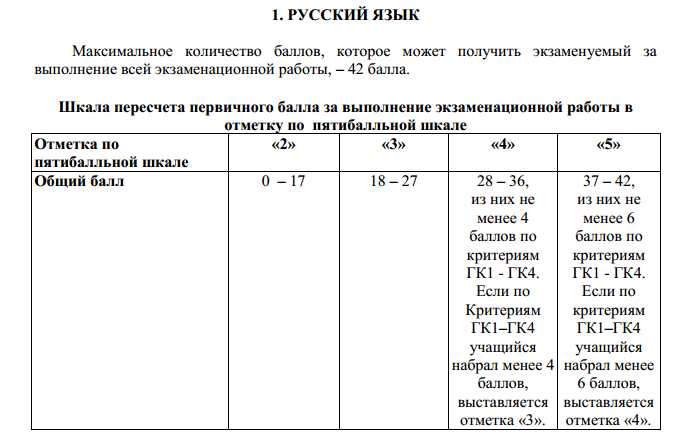 1. РУССКИЙ ЯЗЫК
Максимальное количество баллов, которое может получить экзаменуемый за
выполнение всей экзаменационной работы, – 42 балла.
Шкала пересчета первичного балла за выполнение экзаменационной работы в
отметку по пятибалльной шкале
Отметка по
пятибалльной шкале
«2»
«3»
«4»
«5»
Общий балл
0 – 17
18 – 27
28 – 36,
из них не
менее 4
баллов по
критериям
ГК1 - ГК4.
Если по
Критериям
ГК1–ГК4
учащийся
набрал менее 4
баллов,
выставляется
отметка «3».
37 – 42,
из них не
менее 6
баллов по
критериям
ГК1 - ГК4.
Если по
критериям
ГК1–ГК4
учащийся
набрал менее
6 баллов,
выставляется
отметка «4».